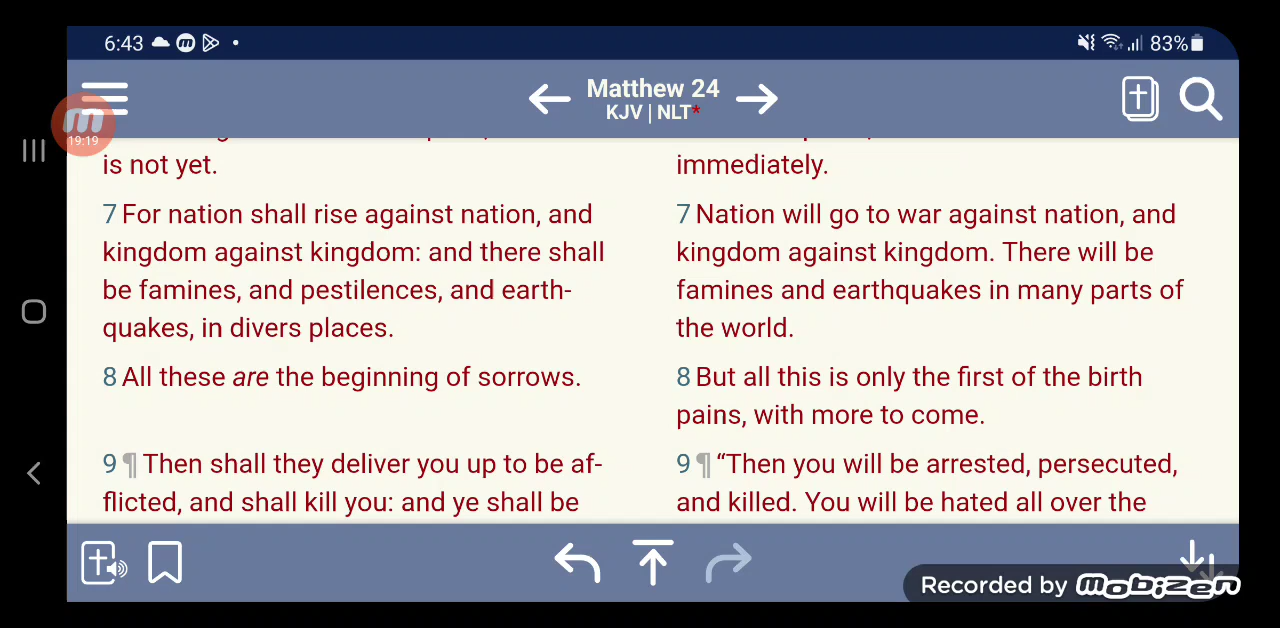 6:43
83%
Matthew 24
KJV | NLT*
19:19
is not yet.
7 For nation shall rise against nation, and
kingdom against kingdom: and there shall
be famines, and pestilences, and earth-
quakes, in divers places.
8 All these are the beginning of sorrows.
9 ¶ Then shall they deliver you up to be af-
flicted, and shall kill you: and ye shall be
immediately.
7 Nation will go to war against nation, and
kingdom against kingdom. There will be
famines and earthquakes in many parts of
the world.
8 But all this is only the first of the birth
pains, with more to come.
9 ¶ “Then you will be arrested, persecuted,
and killed. You will be hated all over the
Recorded by mobizen